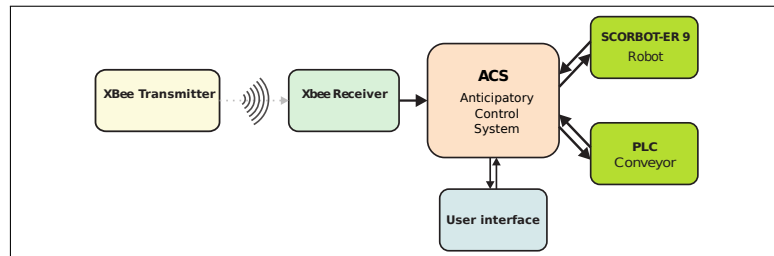 XBee Transmitter
Xbee Receiver
ACS
Anticipatory
Control
System
SCORBOT-ER 9
Robot
PLC
Conveyor
User interface